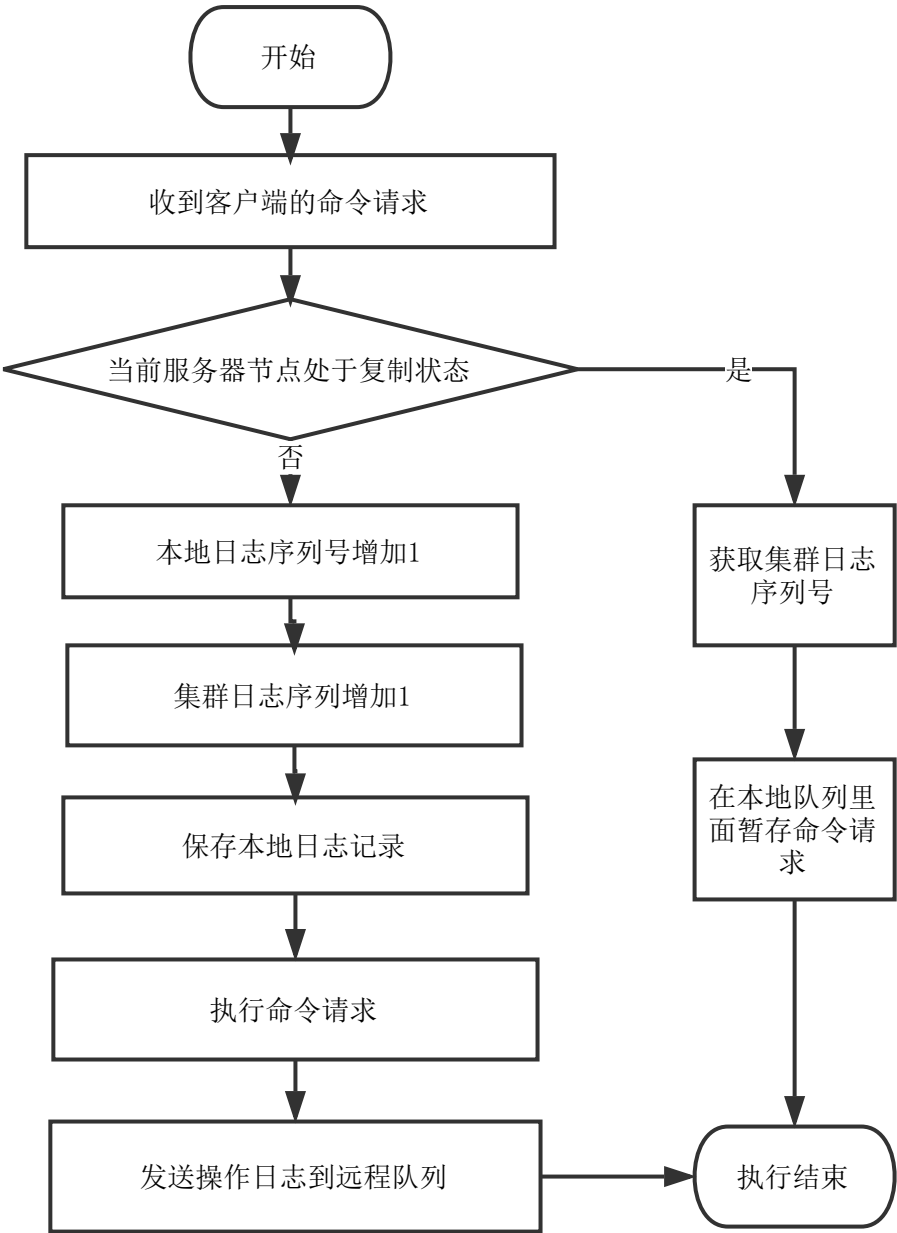 开始
收到客户端的命令请求
当前服务器节点处于复制状态
是
否
本地日志序列号增加1
获取集群日志
序列号
集群日志序列增加1
保存本地日志记录
在本地队列里
面暂存命令请
求
执行命令请求
发送操作日志到远程队列
执行结束